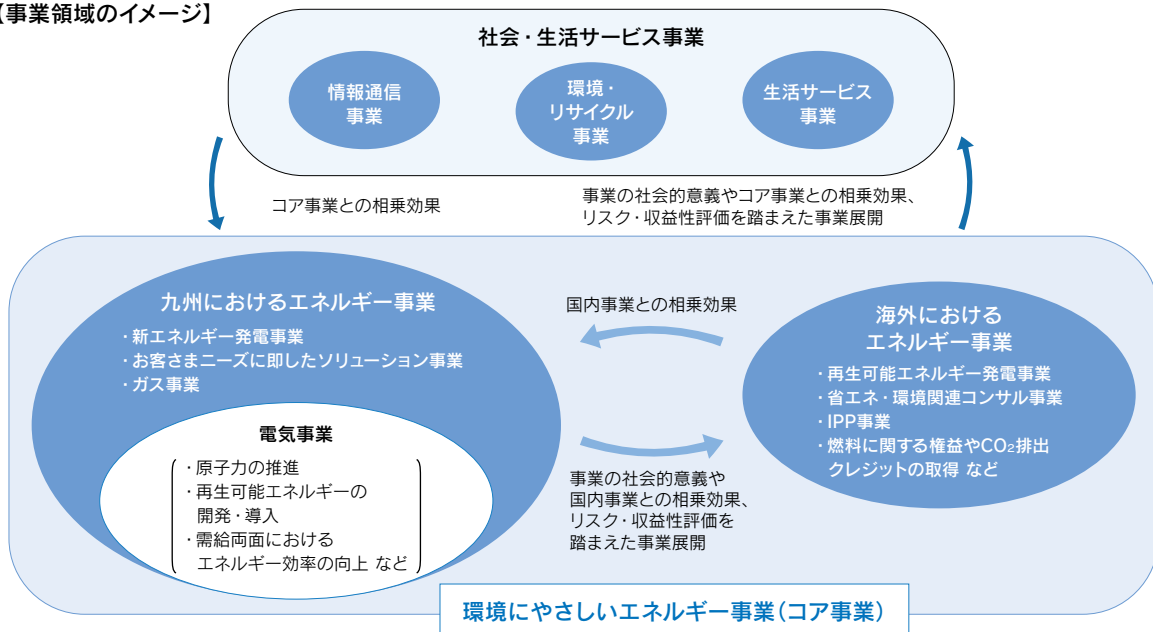 【事業領域のイメージ】
社会・生活サービス事業
情報通信
事業
環境・
リサイクル
事業
生活サービス
事業
コア事業との相乗効果
事業の社会的意義やコア事業との相乗効果、
リスク・収益性評価を踏まえた事業展開
九州におけるエネルギー事業
・新エネルギー発電事業
・お客さまニーズに即したソリューション事業
・ガス事業
電気事業
・原子力の推進
・再生可能エネルギーの
開発・導入
・需給両面における
エネルギー効率の向上 など
国内事業との相乗効果
事業の社会的意義や
国内事業との相乗効果、
リスク・収益性評価を
踏まえた事業展開
海外における
エネルギー事業
・再生可能エネルギー発電事業
・省エネ・環境関連コンサル事業
・IPP事業
・燃料に関する権益やCO₂排出
クレジットの取得 など
環境にやさしいエネルギー事業(コア事業)